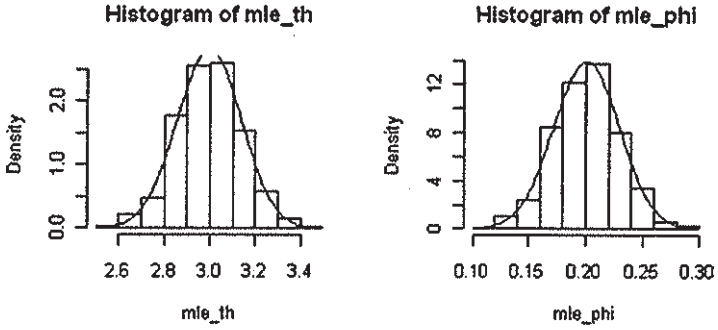 Histogram of mle_th
Density
0.0 1.0 2.0
2.6 2.8 3.0 3.2 3.4
mle_th
Histogram of mle_phi
Density
0 4 8 12
0.10 0.15 0.20 0.25 0.30
mle_phi